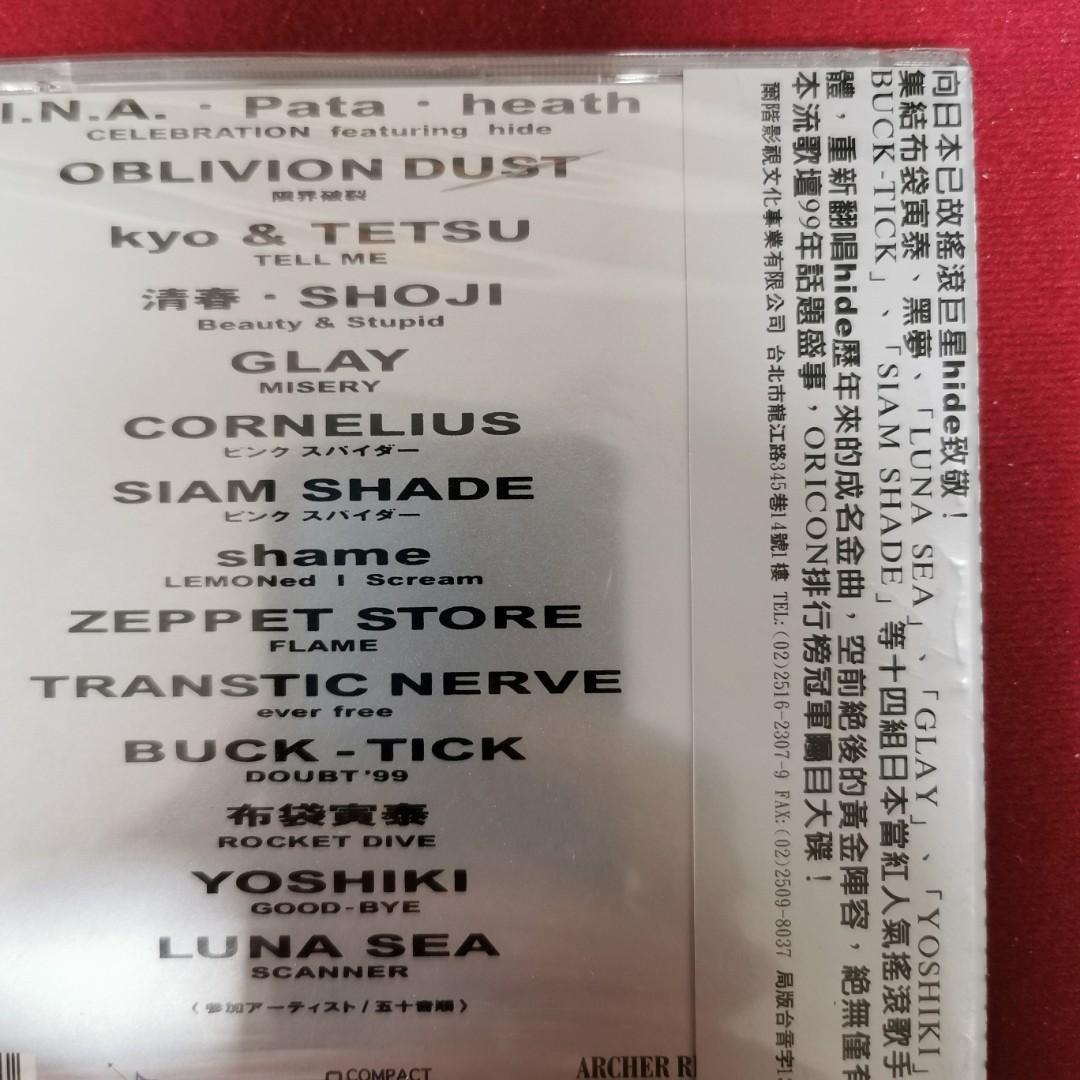 I.N.A. · Pata · heath
CELEBRATION featuring hide
OBLIVION DUST
限界破裂
kyo & TETSU
TELL ME
清春 · SHOJI
Beauty & Stupid
GLAY
MISERY
CORNELIUS
ピンク スパイダー
SIAM SHADE
ピンク スパイダー
shame
LEMONed I Scream
ZEPPET STORE
FLAME
TRANSTIC NERVE
ever free
BUCK-TICK
DOUBT '99
布袋寅泰
ROCKET DIVE
YOSHIKI
GOOD-BYE
LUNA SEA
SCANNER
〈参加アーティスト/五十音順〉
COMPACT
ARCHER R
向日本已故搖滾巨星hide致敬！
集結布袋寅泰、黑夢、「LUNA SEA」、「GLAY」、「YOSHIKI」
BUCK-TICK」、「SIAM SHADE」等十四組日本當紅人氣搖滾歌手
體，重新翻唱hide歷年來的成名金曲，空前絕後的黃金陣容，絕無僅有
本流歌壇99年話題盛事，ORICON排行榜冠軍矚目大碟！
爾階影視文化事業有限公司 台北市龍江路345巷14號1樓 TEL:(02)2516-2307-9 FAX:(02)2509-8037 局版台音字13